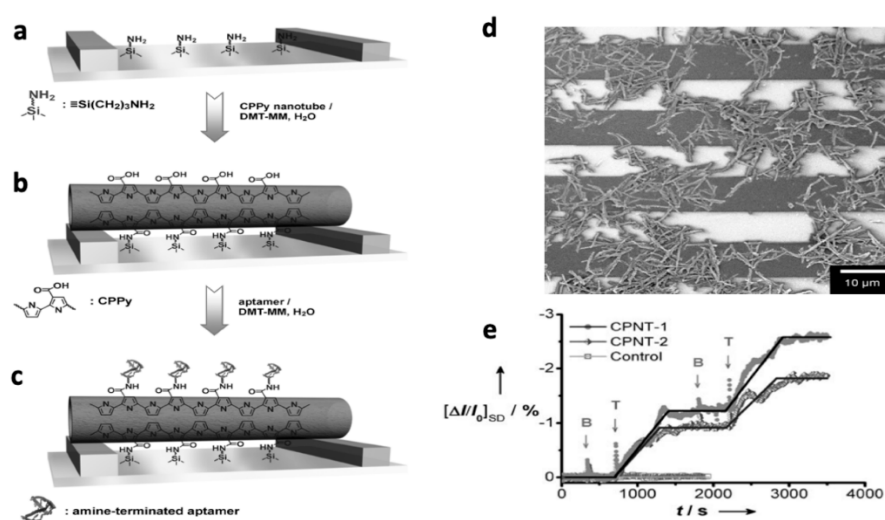 a
NH₂
NH₂
NH₂
NH₂
Si
Si
Si
Si
NH₂
Si
: ≡Si(CH₂)₃NH₂
CPPy nanotube /
DMT-MM, H₂O
b
O OH
O OH
O OH
O OH
HN O
HN O
HN O
HN O
Si
Si
Si
Si
O OH
N
N
: CPPy
aptamer /
DMT-MM, H₂O
c
O NH
O NH
O NH
O NH
HN O
HN O
HN O
HN O
Si
Si
Si
Si
: amine-terminated aptamer
d
10 µm
e
CPNT-1
CPNT-2
Control
B
T
B
T
[ΔI/I₀]SD / %
-3
-2
-1
0
0 1000 2000 3000 4000
t / s